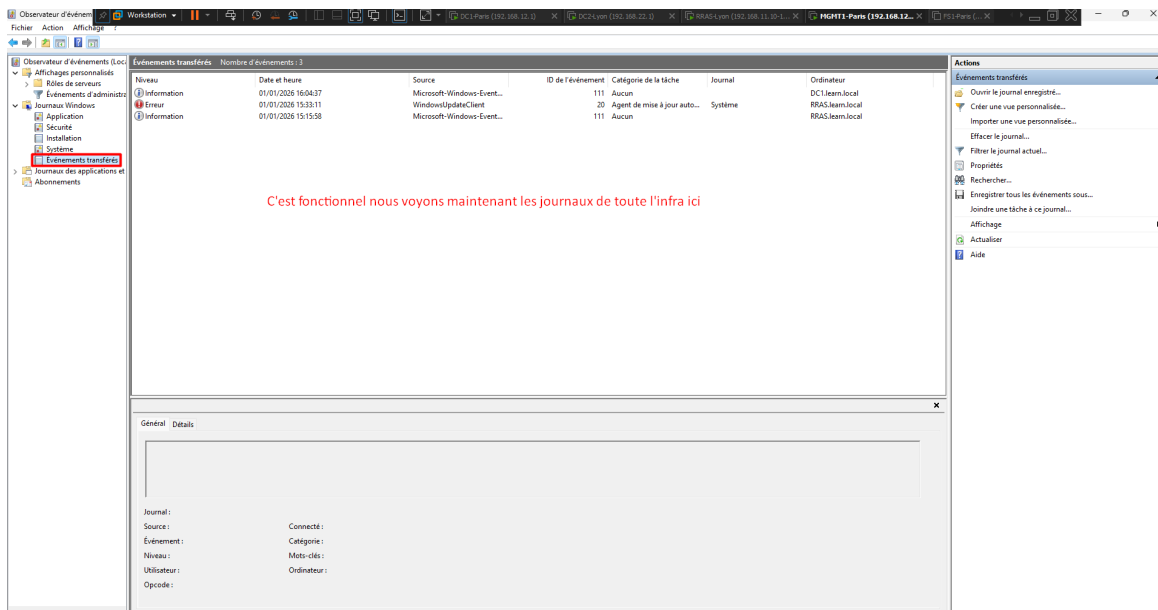 Observateur d'événem
Workstation
DC1-Paris (192.168.12.1)
DC2-Lyon (192.168.22.1)
RRAS-Lyon (192.168.11.10-1...
MGMT1-Paris (192.168.12...
FS1-Paris (...
Fichier Action Affichage ?
Observateur d'événements (Loca
Affichages personnalisés
Rôles de serveurs
Événements d'administra
Journaux Windows
Application
Sécurité
Installation
Système
Événements transférés
Journaux des applications et
Abonnements
Événements transférés Nombre d'événements : 3
Niveau Date et heure Source ID de l'événement Catégorie de la tâche Journal Ordinateur
Information 01/01/2026 16:04:37 Microsoft-Windows-Event... 111 Aucun DC1.learn.local
Erreur 01/01/2026 15:33:11 WindowsUpdateClient 20 Agent de mise à jour auto... Système RRAS.learn.local
Information 01/01/2026 15:15:58 Microsoft-Windows-Event... 111 Aucun RRAS.learn.local
C'est fonctionnel nous voyons maintenant les journaux de toute l'infra ici
Général Détails
Journal :
Source : Connecté :
Événement : Catégorie :
Niveau : Mots-clés :
Utilisateur : Ordinateur :
Opcode :
Actions
Événements transférés
Ouvrir le journal enregistré...
Créer une vue personnalisée...
Importer une vue personnalisée...
Effacer le journal...
Filtrer le journal actuel...
Propriétés
Rechercher...
Enregistrer tous les événements sous...
Joindre une tâche à ce journal...
Affichage
Actualiser
Aide